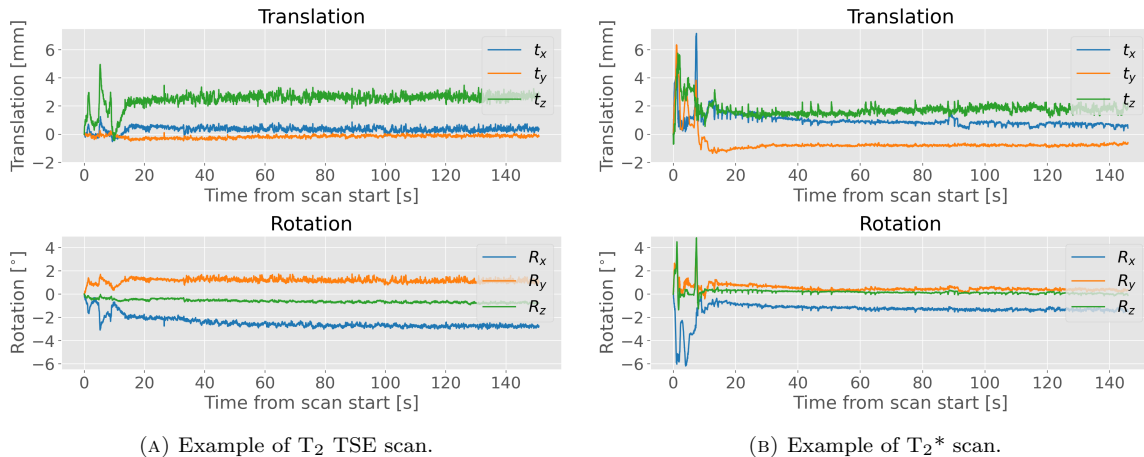 Translation
Translation [mm]
6
4
2
0
−2
t_x
t_y
t_z
0 20 40 60 80 100 120 140
Time from scan start [s]
Rotation
Rotation [°]
4
2
0
−2
−4
−6
R_x
R_y
R_z
0 20 40 60 80 100 120 140
Time from scan start [s]
(A) Example of T₂ TSE scan.
Translation
Translation [mm]
6
4
2
0
−2
t_x
t_y
t_z
0 20 40 60 80 100 120 140
Time from scan start [s]
Rotation
Rotation [°]
4
2
0
−2
−4
−6
R_x
R_y
R_z
0 20 40 60 80 100 120 140
Time from scan start [s]
(B) Example of T₂* scan.